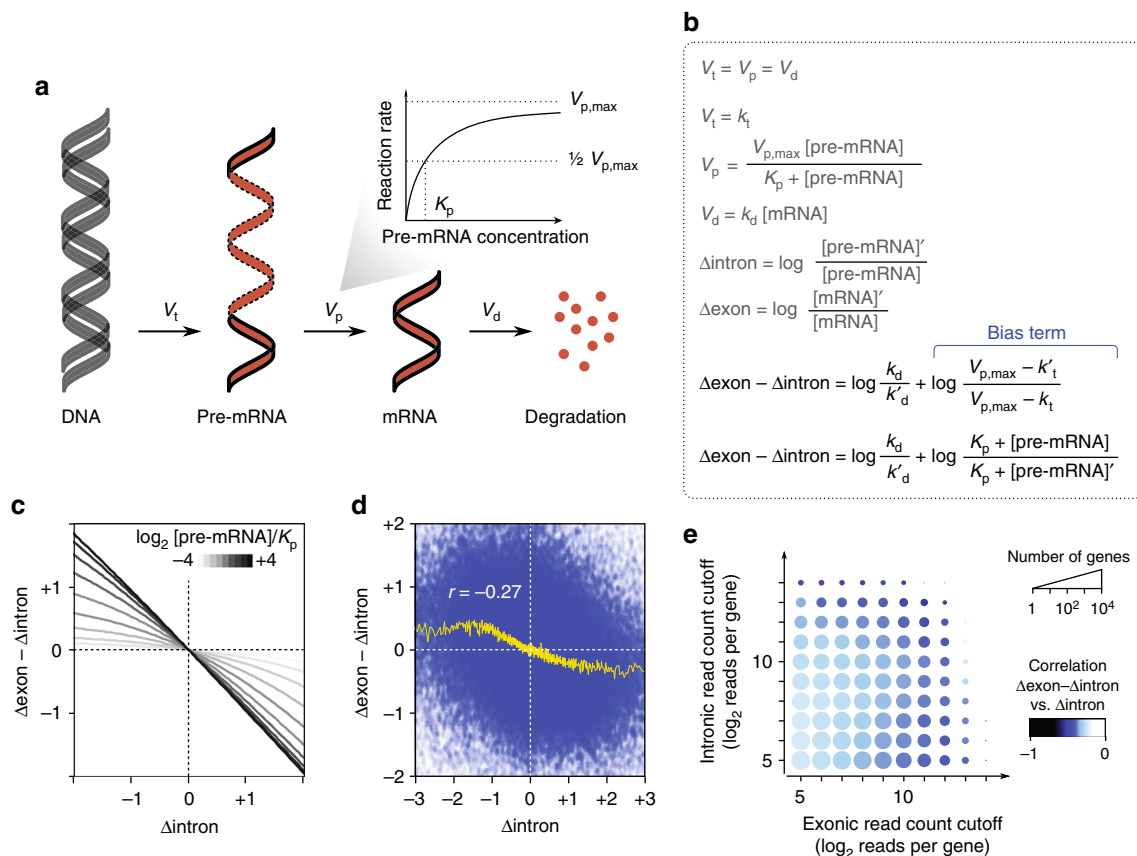 a
DNA
V_t
Pre-mRNA
V_p
mRNA
V_d
Degradation
Reaction rate
V_p,max
½ V_p,max
K_p
Pre-mRNA concentration
b
V_t = V_p = V_d
V_t = k_t
V_p = V_p,max [pre-mRNA] / K_p + [pre-mRNA]
V_d = k_d [mRNA]
Δintron = log [pre-mRNA]′ / [pre-mRNA]
Δexon = log [mRNA]′ / [mRNA]
Bias term
Δexon – Δintron = log k_d / k′_d + log V_p,max – k′_t / V_p,max – k_t
Δexon – Δintron = log k_d / k′_d + log K_p + [pre-mRNA] / K_p + [pre-mRNA]′
c
log₂ [pre-mRNA]/K_p
–4 +4
Δexon – Δintron
+1
0
–1
–1 0 +1
Δintron
d
r = –0.27
Δexon – Δintron
+2
+1
0
–1
–2
–3 –2 –1 0 +1 +2 +3
Δintron
e
Intronic read count cutoff
(log₂ reads per gene)
10
5
5 10
Exonic read count cutoff
(log₂ reads per gene)
Number of genes
1 10² 10⁴
Correlation
Δexon–Δintron
vs. Δintron
–1 0